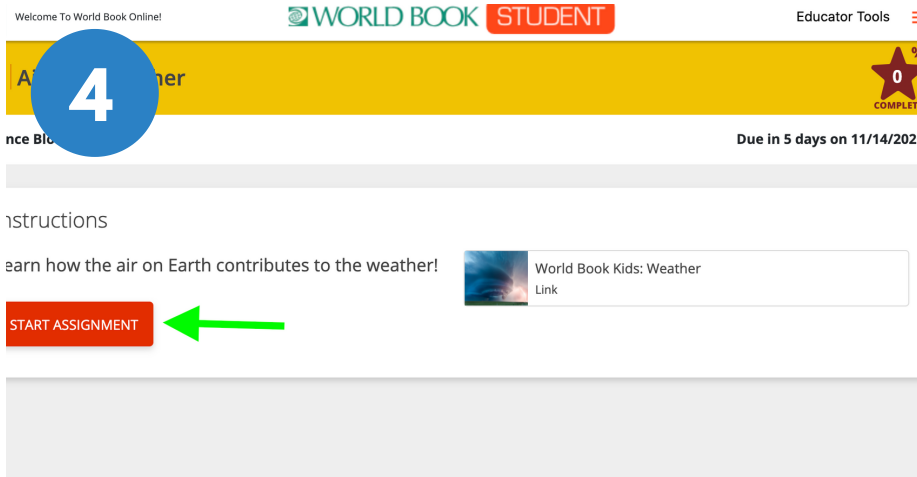 Welcome To World Book Online!
WORLD BOOK STUDENT
Educator Tools
4
0
COMPLET
Due in 5 days on 11/14/202
nstructions
earn how the air on Earth contributes to the weather!
World Book Kids: Weather
Link
START ASSIGNMENT